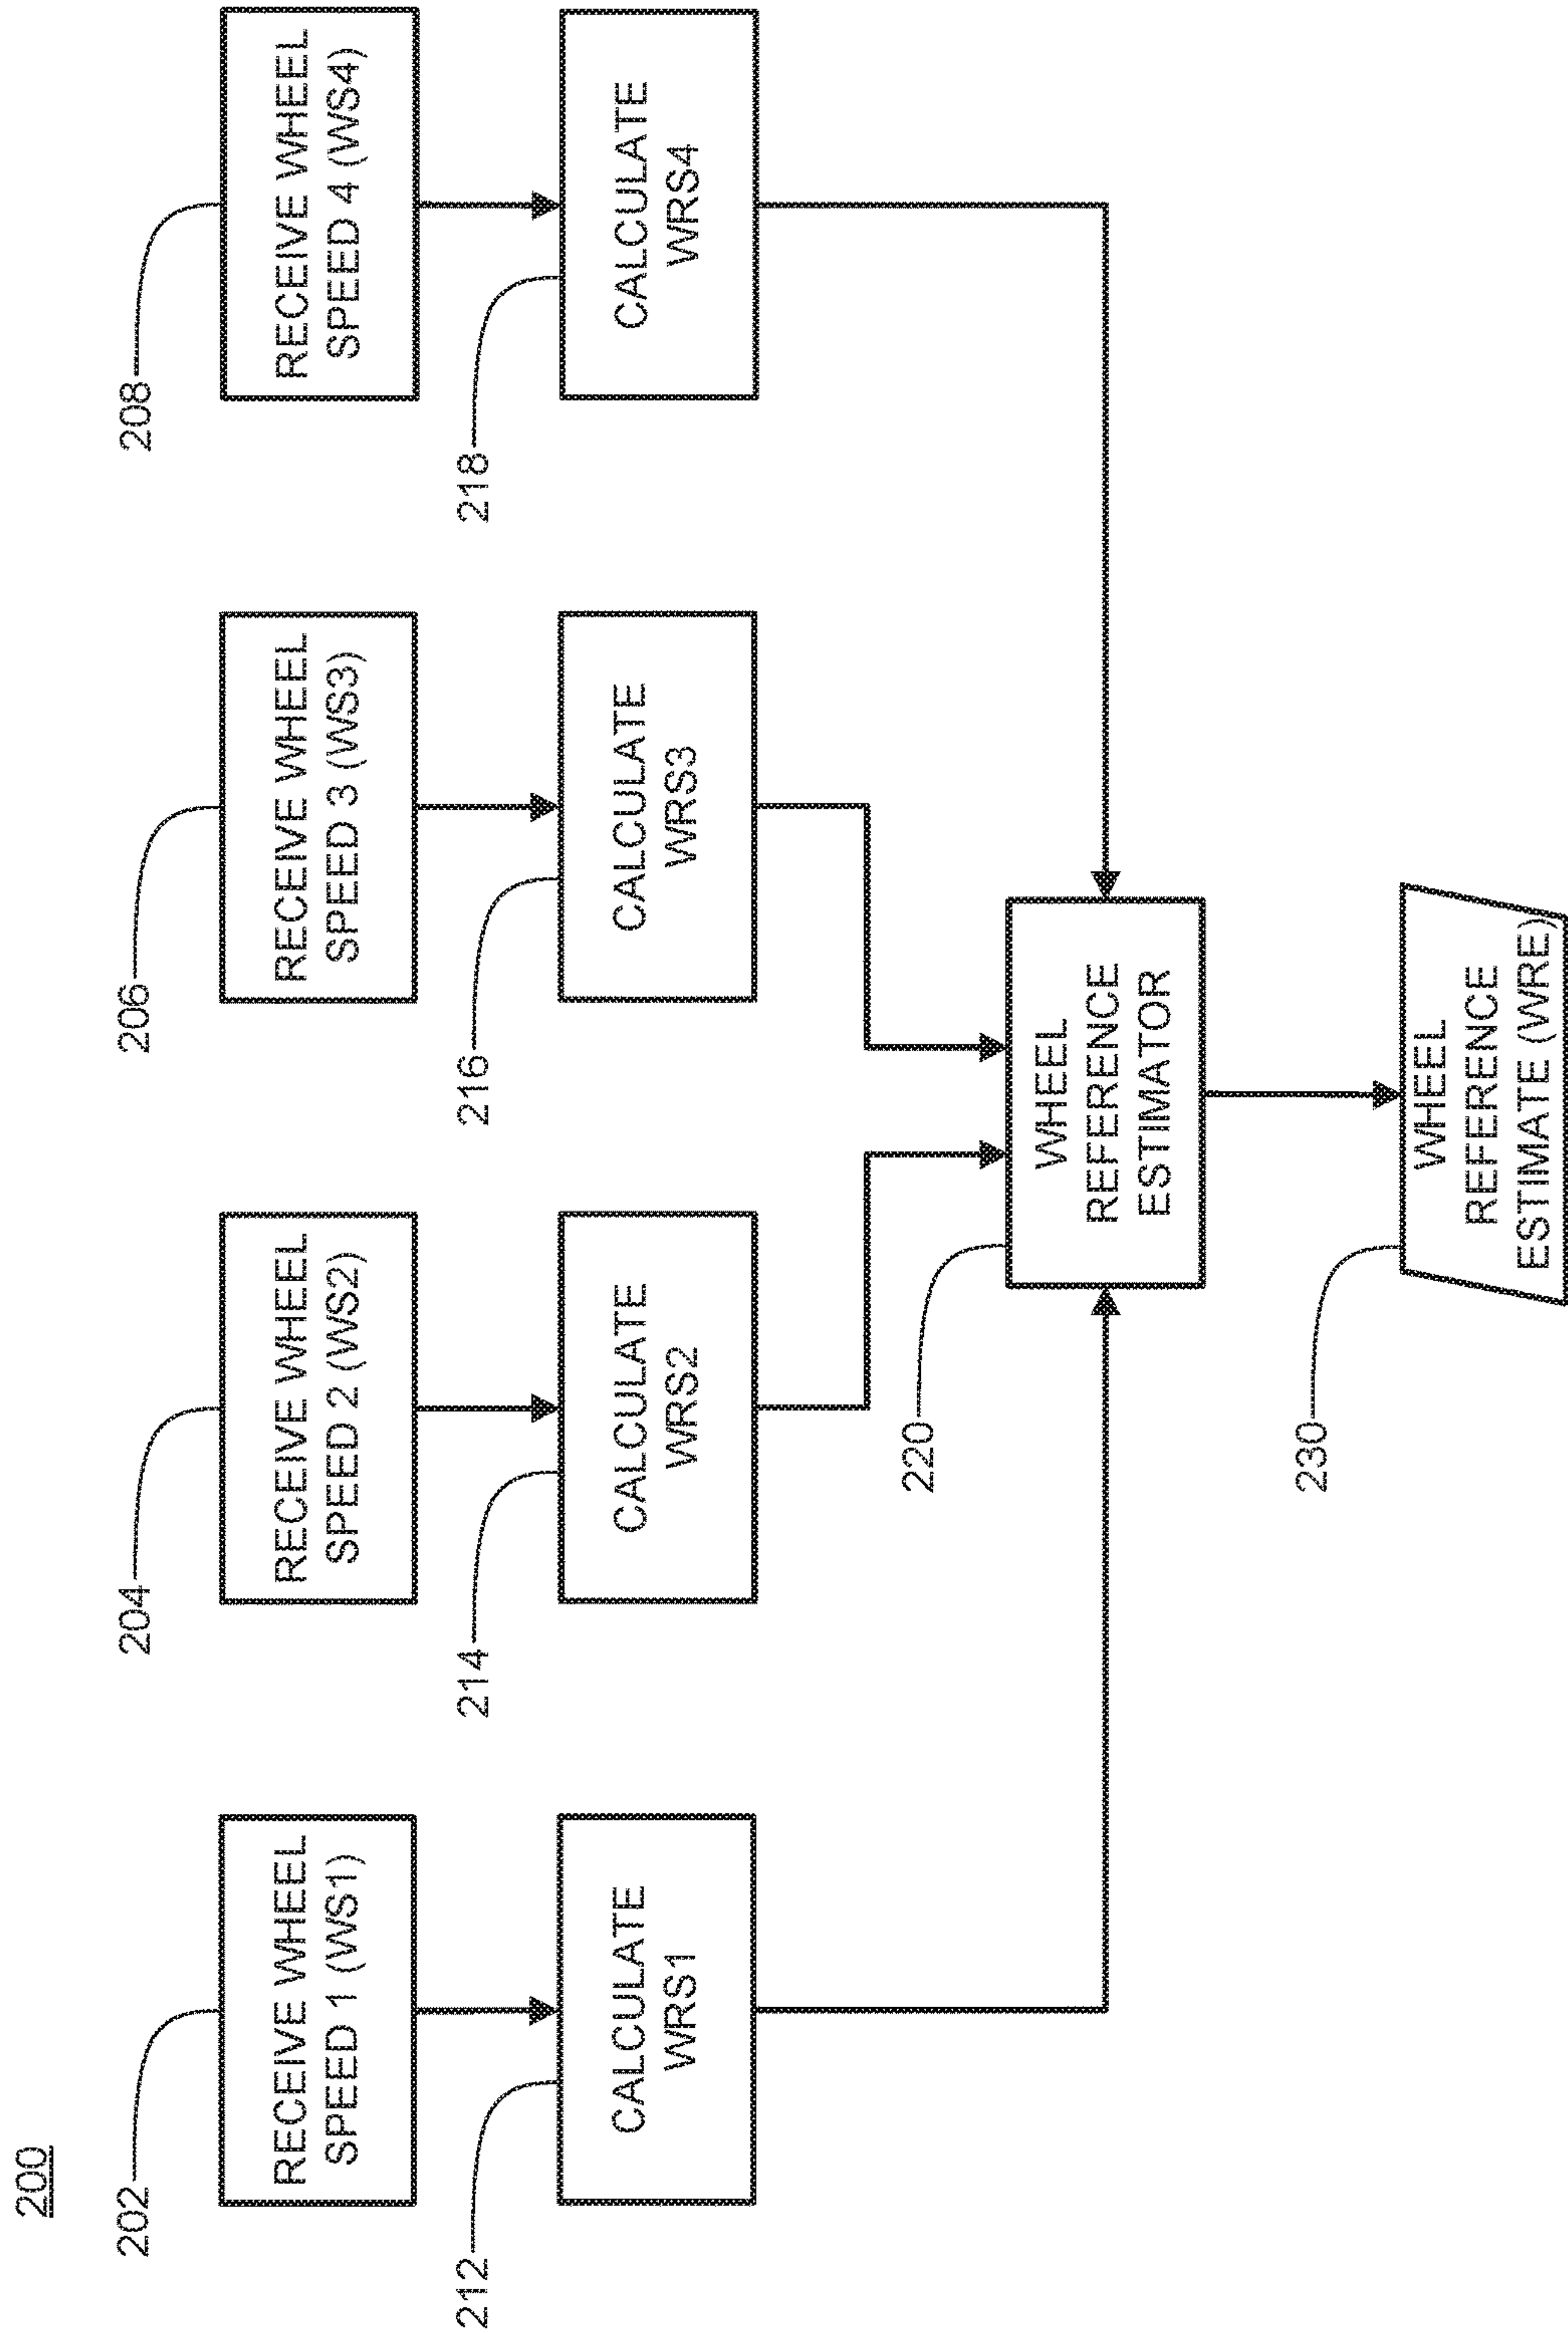 200
202
RECEIVE WHEEL
SPEED 1 (WS1)
204
RECEIVE WHEEL
SPEED 2 (WS2)
206
RECEIVE WHEEL
SPEED 3 (WS3)
208
RECEIVE WHEEL
SPEED 4 (WS4)
212
CALCULATE
WRS1
214
CALCULATE
WRS2
216
CALCULATE
WRS3
218
CALCULATE
WRS4
220
WHEEL
REFERENCE
ESTIMATOR
230
WHEEL
REFERENCE
ESTIMATE (WRE)